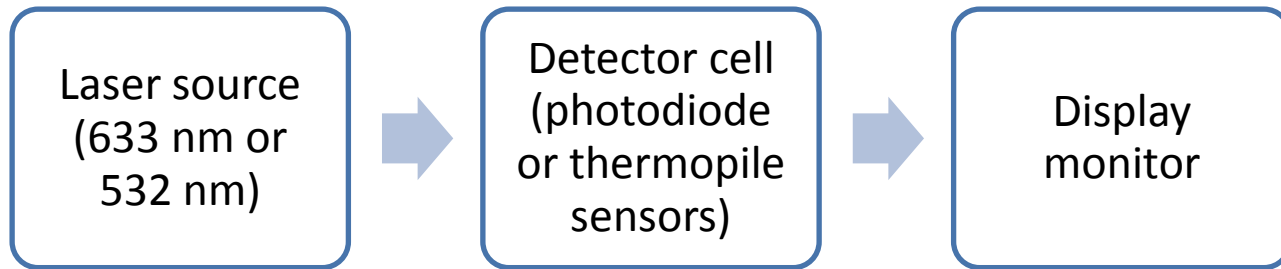 Laser source
(633 nm or
532 nm)
Detector cell
(photodiode
or thermopile
sensors)
Display
monitor